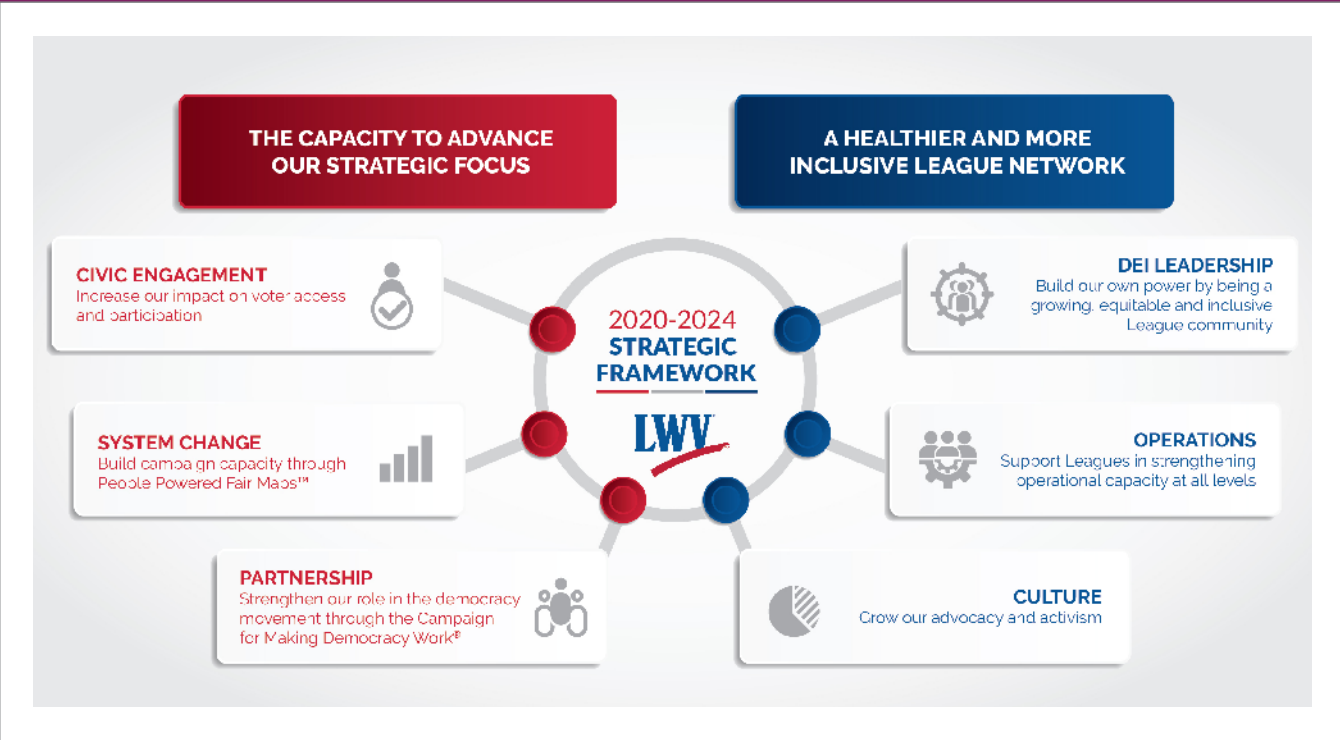 THE CAPACITY TO ADVANCE
OUR STRATEGIC FOCUS
A HEALTHIER AND MORE
INCLUSIVE LEAGUE NETWORK
CIVIC ENGAGEMENT
Increase our impact on voter access
and participation
SYSTEM CHANGE
Build campaign capacity through
People Powered Fair Maps™
PARTNERSHIP
Strengthen our role in the democracy
movement through the Campaign
for Making Democracy Work®
2020-2024
STRATEGIC
FRAMEWORK
LWV
DEI LEADERSHIP
Build our own power by being a
growing, equitable and inclusive
League community
OPERATIONS
Support Leagues in strengthening
operational capacity at all levels
CULTURE
Grow our advocacy and activism